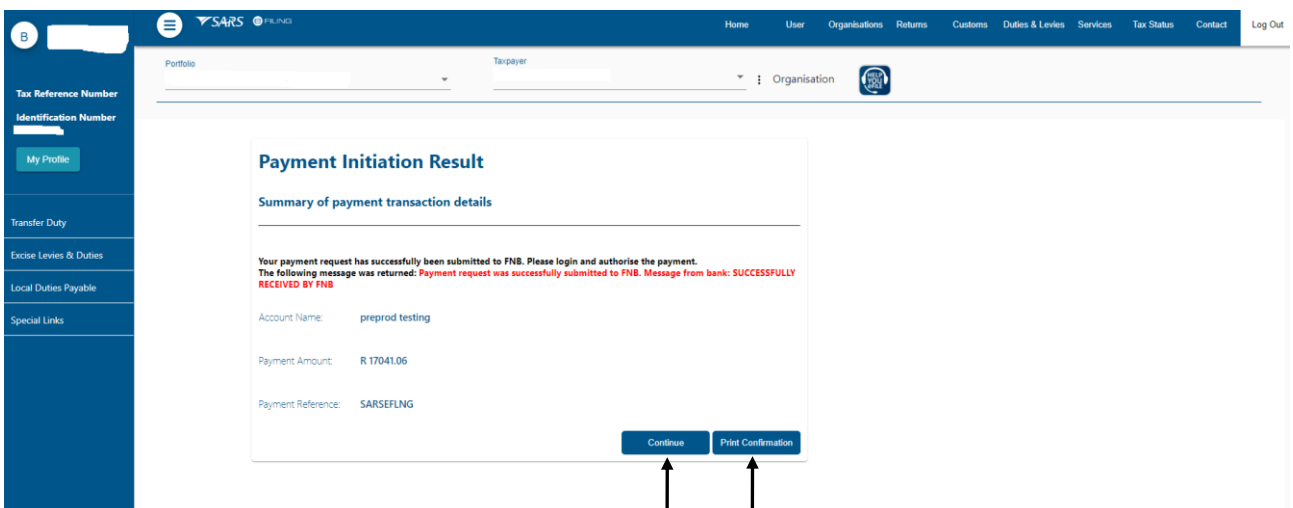 B
SARS eFILING
Home User Organisations Returns Customs Duties & Levies Services Tax Status Contact Log Out
Portfolio
Taxpayer
Organisation
HELP YOU eFILE
Tax Reference Number
Identification Number
My Profile
Transfer Duty
Excise Levies & Duties
Local Duties Payable
Special Links
Payment Initiation Result
Summary of payment transaction details
Your payment request has successfully been submitted to FNB. Please login and authorise the payment.
The following message was returned: Payment request was successfully submitted to FNB. Message from bank: SUCCESSFULLY
RECEIVED BY FNB
Account Name: preprod testing
Payment Amount: R 17041.06
Payment Reference: SARSEFLNG
Continue Print Confirmation